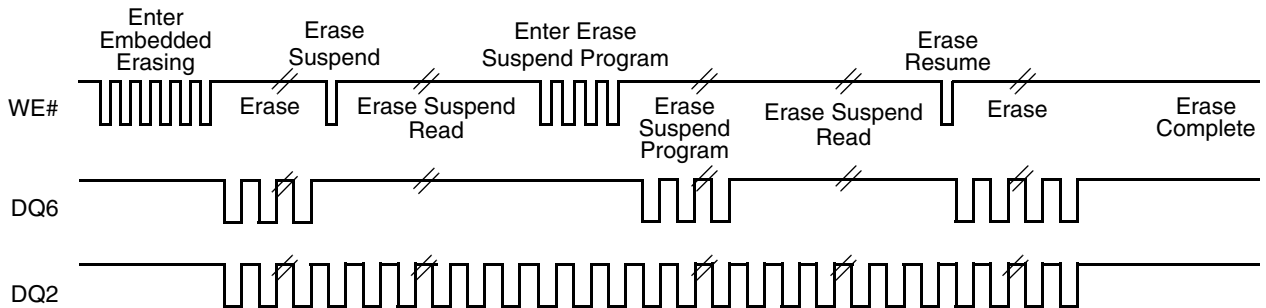 Enter
Embedded
Erasing
Erase
Suspend
Enter Erase
Suspend Program
Erase
Resume
WE#
Erase
Erase Suspend
Read
Erase
Suspend
Program
Erase Suspend
Read
Erase
Erase
Complete
DQ6
DQ2